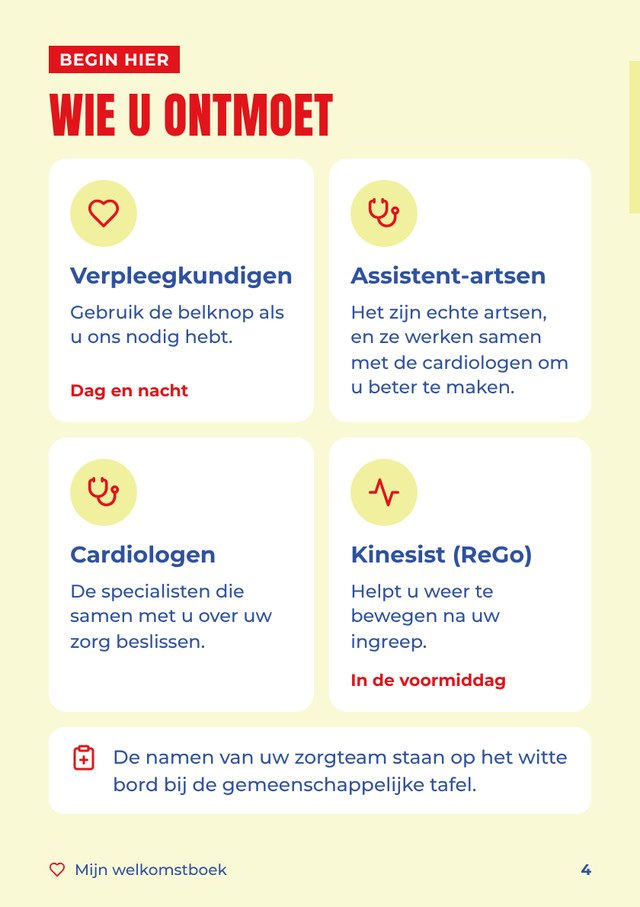 BEGIN HIER
WIE U ONTMOET
Verpleegkundigen
Gebruik de belknop als
u ons nodig hebt.
Dag en nacht
Assistent-artsen
Het zijn echte artsen,
en ze werken samen
met de cardiologen om
u beter te maken.
Cardiologen
De specialisten die
samen met u over uw
zorg beslissen.
Kinesist (ReGo)
Helpt u weer te
bewegen na uw
ingreep.
In de voormiddag
De namen van uw zorgteam staan op het witte
bord bij de gemeenschappelijke tafel.
Mijn welkomstboek
4